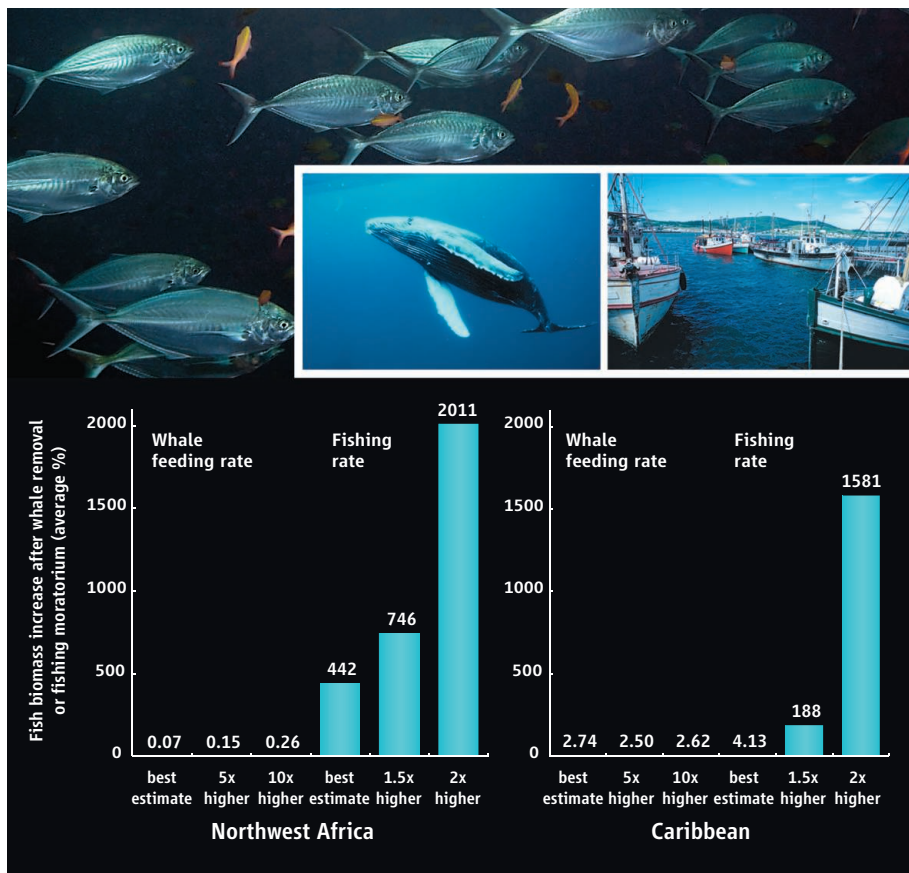 Fish biomass increase after whale removal
or fishing moratorium (average %)
2000
1500
1000
500
0
Whale
feeding rate
Fishing
rate
0.07
0.15
0.26
442
746
2011
best
estimate
5x
higher
10x
higher
best
estimate
1.5x
higher
2x
higher
Northwest Africa
2000
1500
1000
500
0
Whale
feeding rate
Fishing
rate
2.74
2.50
2.62
4.13
188
1581
best
estimate
5x
higher
10x
higher
best
estimate
1.5x
higher
2x
higher
Caribbean